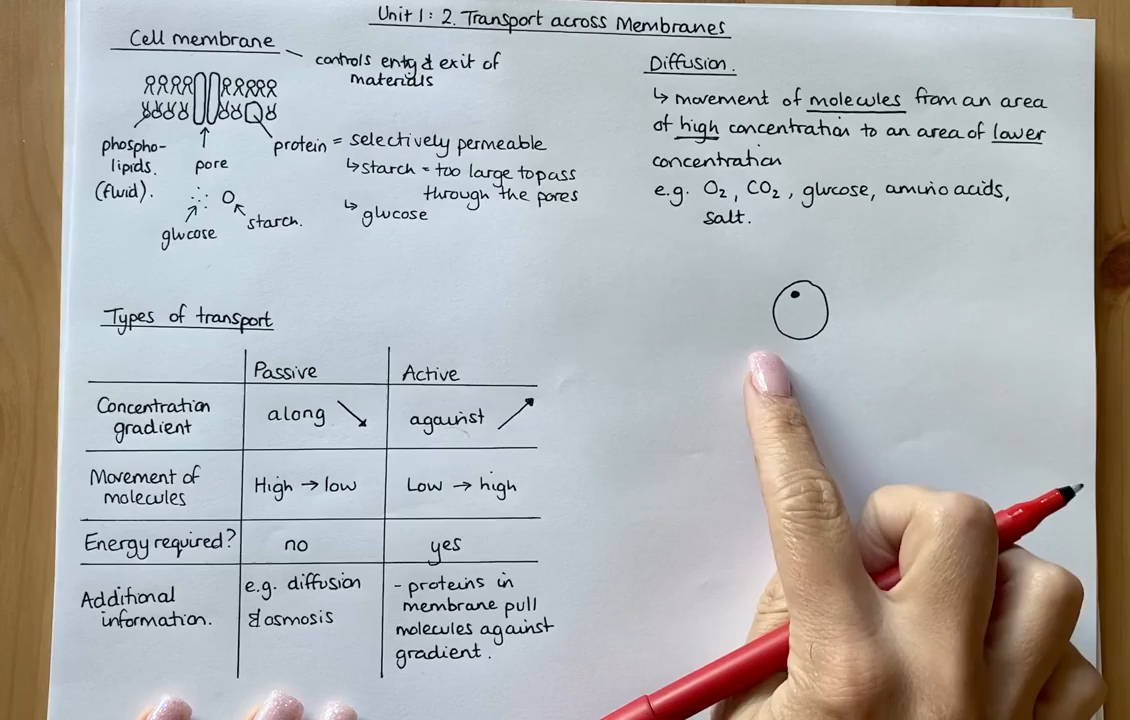 Unit 1: 2. Transport across Membranes
Cell membrane
controls entry & exit of
materials
phospho-
lipids.
(fluid).
pore
protein = selectively permeable
↳ starch = too large to pass
through the pores
↳ glucose
glucose
starch.
Diffusion.
↳ movement of molecules from an area
of high concentration to an area of lower
concentration
e.g. O₂, CO₂, glucose, amino acids,
salt.
Types of transport
Passive
Active
Concentration
gradient
along ↘
against ↗
Movement of
molecules
High → low
Low → high
Energy required?
no
yes
Additional
information.
e.g. diffusion
& osmosis
- proteins in
membrane pull
molecules against
gradient.